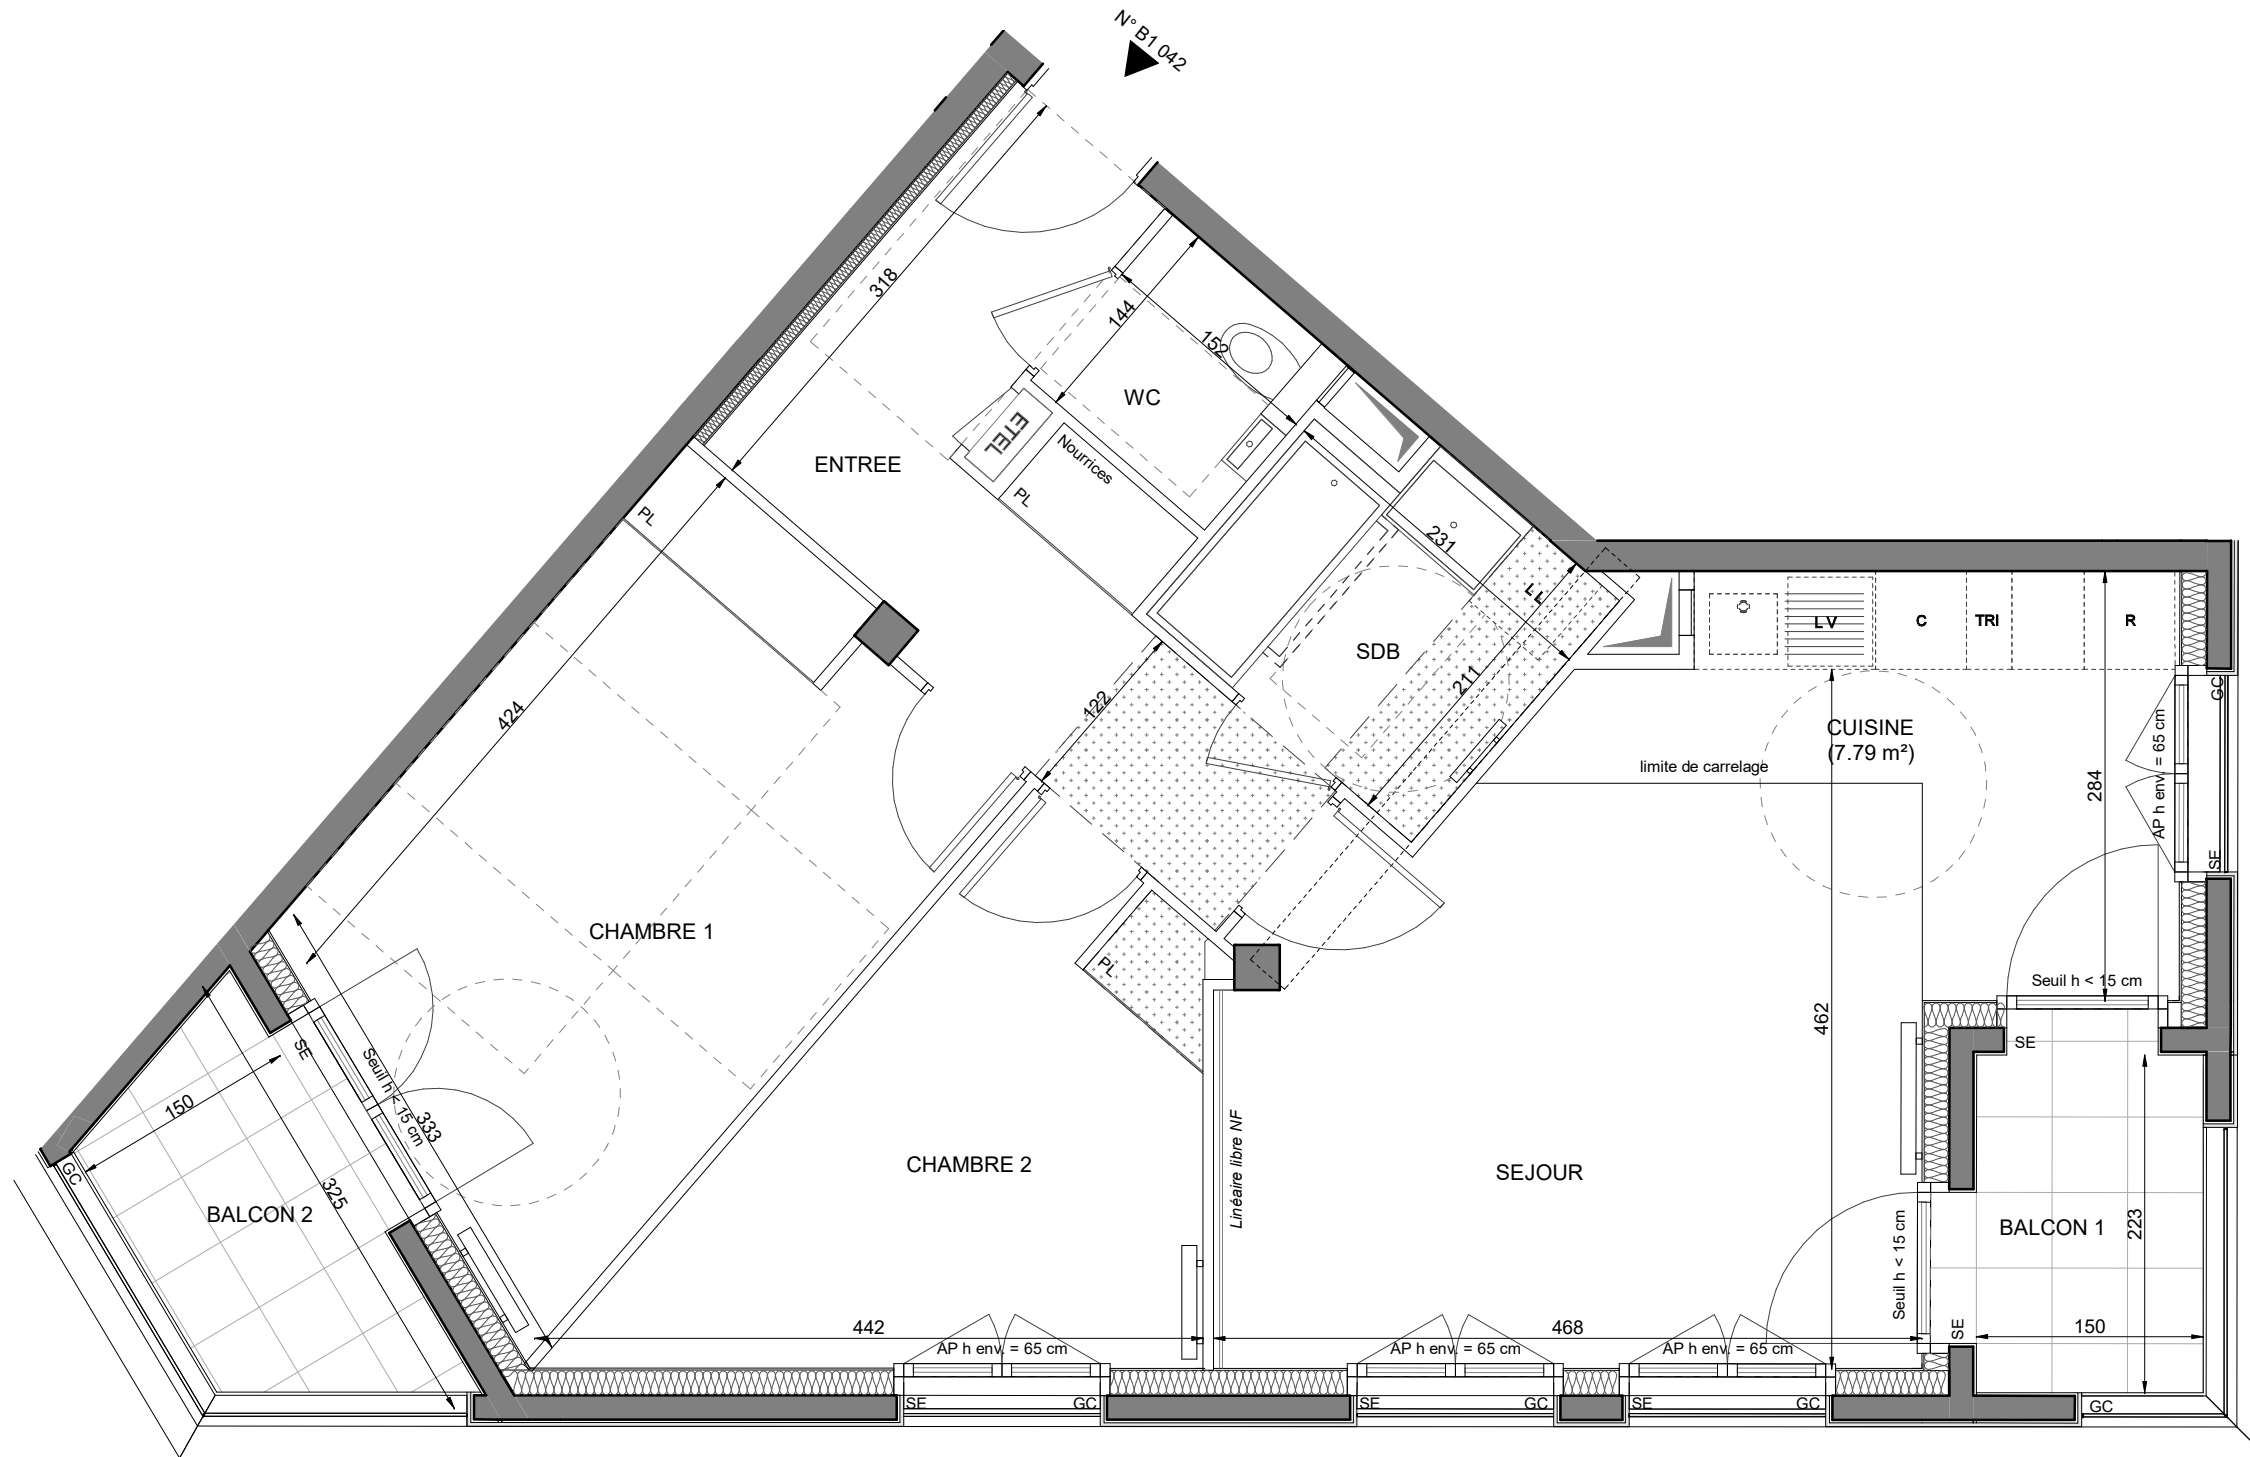 N° B1 042
318
144
152
WC
ETEL
Nourrices
PL
ENTREE
PL
231
LL
SDB
211
LV
C
TRI
R
GC
424
122
CUISINE
(7.79 m²)
limite de carrelage
284
AP h env. = 65 cm
SE
CHAMBRE 1
PL
Seuil h < 15 cm
SE
462
SE
Seuil h < 15 cm
333
150
GC
325
BALCON 2
CHAMBRE 2
Linéaire libre NF
SEJOUR
BALCON 1
223
Seuil h < 15 cm
SE
150
442
468
AP h env. = 65 cm
AP h env. = 65 cm
AP h env. = 65 cm
SE
GC
SE
GC
SE
GC
GC